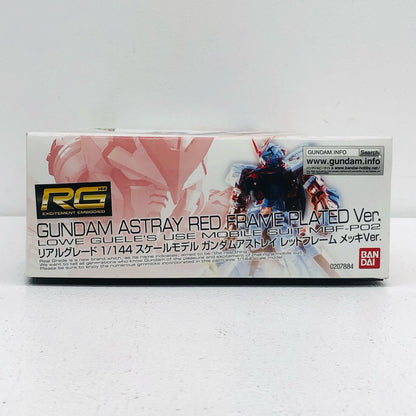 GUNDAM.INFO Search
www.gundam.info
RG
EXCITEMENT EMBODIED
GUNDAM ASTRAY RED FRAME PLATED Ver.
LOWE GUELE'S USE MOBILE SUIT MBF-P02
リアルグレード 1/144 スケールモデル ガンダムアストレイ レッドフレーム メッキVer.
BAN
DAI
0207884